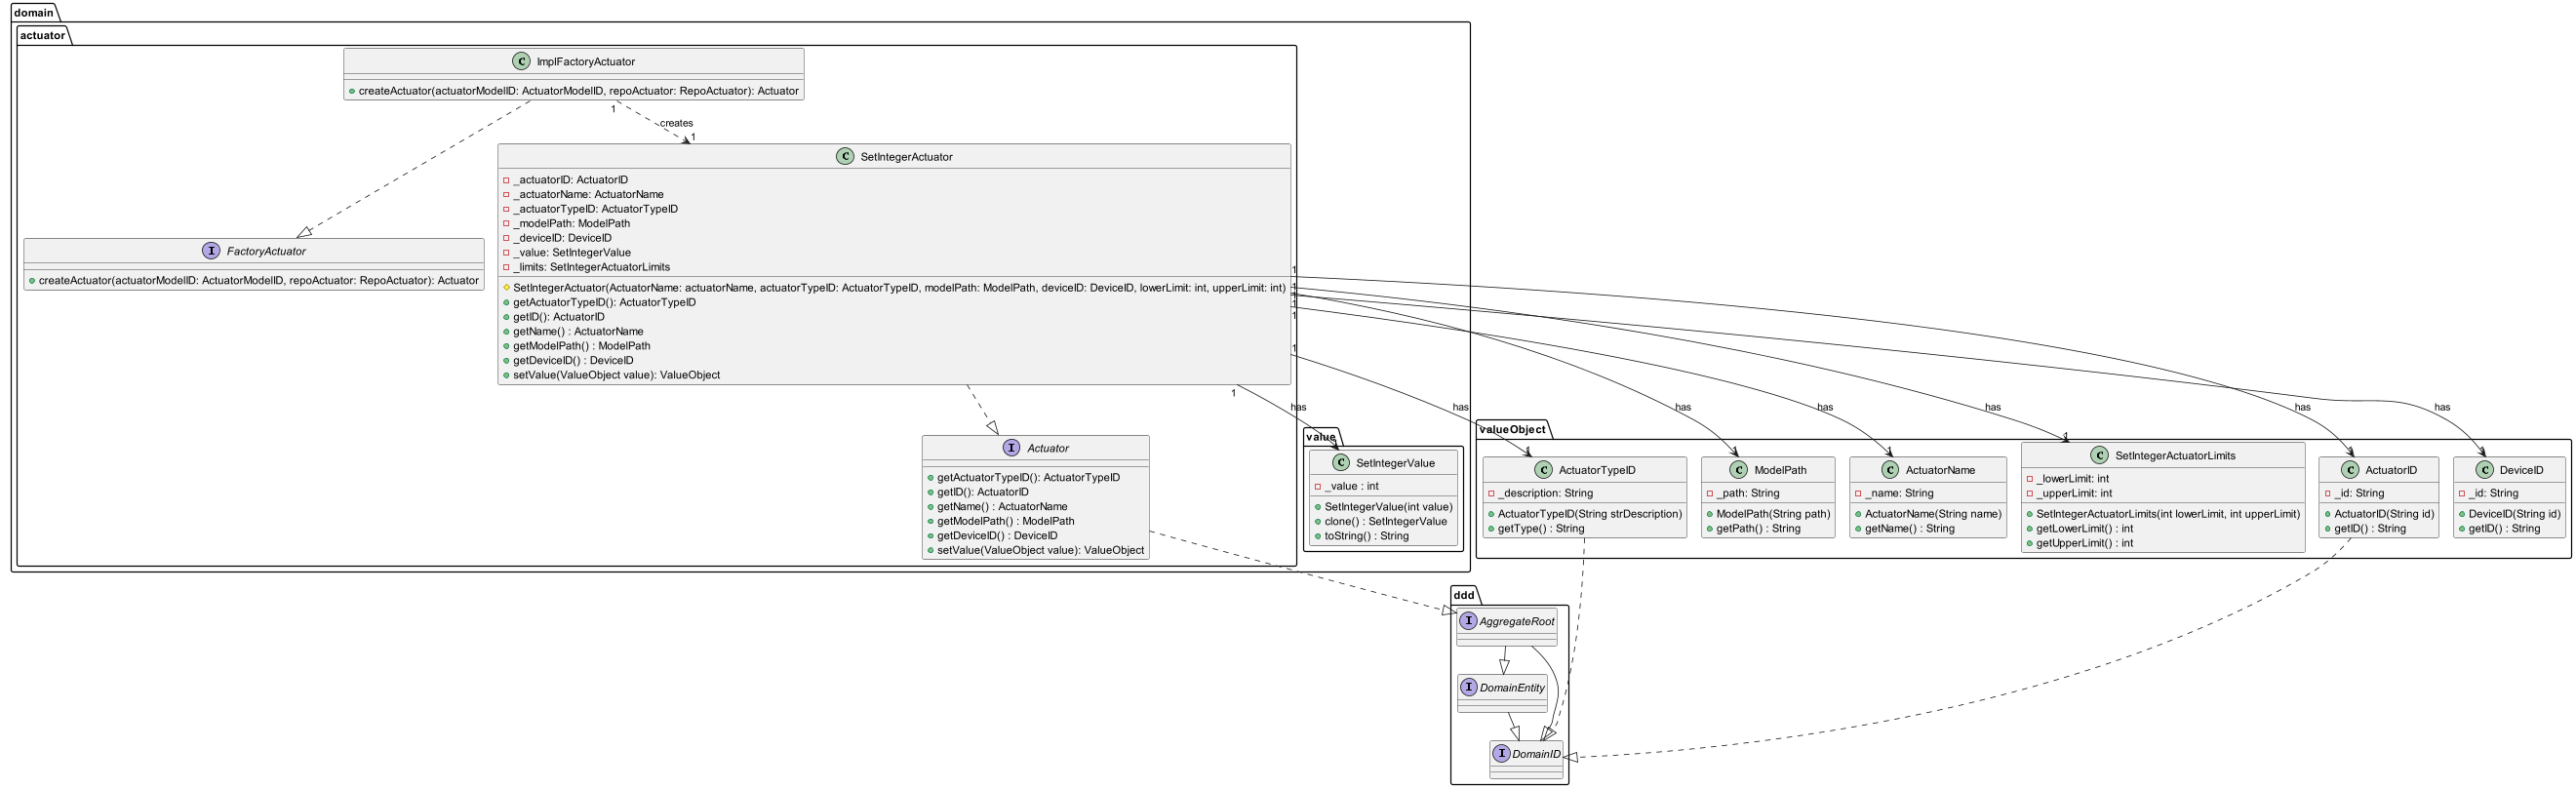 domain
actuator
C ImplFactoryActuator
createActuator(actuatorModelID: ActuatorModelID, repoActuator: RepoActuator): Actuator
1
creates
1
C SetIntegerActuator
_actuatorID: ActuatorID
_actuatorName: ActuatorName
_actuatorTypeID: ActuatorTypeID
_modelPath: ModelPath
_deviceID: DeviceID
_value: SetIntegerValue
_limits: SetIntegerActuatorLimits
SetIntegerActuator(ActuatorName: actuatorName, actuatorTypeID: ActuatorTypeID, modelPath: ModelPath, deviceID: DeviceID, lowerLimit: int, upperLimit: int)
getActuatorTypeID(): ActuatorTypeID
getID(): ActuatorID
getName() : ActuatorName
getModelPath() : ModelPath
getDeviceID() : DeviceID
setValue(ValueObject value): ValueObject
I FactoryActuator
createActuator(actuatorModelID: ActuatorModelID, repoActuator: RepoActuator): Actuator
1
1
1
1
1
1
1
has
has
has
has
has
has
has
I Actuator
getActuatorTypeID(): ActuatorTypeID
getID(): ActuatorID
getName() : ActuatorName
getModelPath() : ModelPath
getDeviceID() : DeviceID
setValue(ValueObject value): ValueObject
value
C SetIntegerValue
_value : int
SetIntegerValue(int value)
clone() : SetIntegerValue
toString() : String
valueObject
1
1
1
1
1
1
C ActuatorTypeID
_description: String
ActuatorTypeID(String strDescription)
getType() : String
C ModelPath
_path: String
ModelPath(String path)
getPath() : String
C ActuatorName
_name: String
ActuatorName(String name)
getName() : String
C SetIntegerActuatorLimits
_lowerLimit: int
_upperLimit: int
SetIntegerActuatorLimits(int lowerLimit, int upperLimit)
getLowerLimit() : int
getUpperLimit() : int
C ActuatorID
_id: String
ActuatorID(String id)
getID() : String
C DeviceID
_id: String
DeviceID(String id)
getID() : String
ddd
I AggregateRoot
I DomainEntity
I DomainID